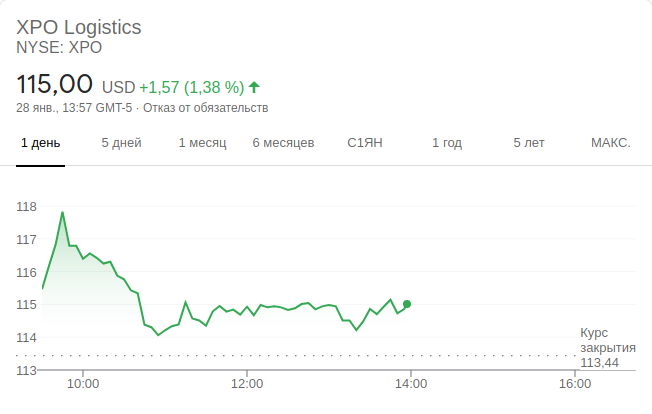 XPO Logistics
NYSE: XPO
115,00 USD +1,57 (1,38 %)
28 янв., 13:57 GMT-5 · Отказ от обязательств
1 день 5 дней 1 месяц 6 месяцев С1ЯН 1 год 5 лет МАКС.
118
117
116
115
114
Курс
закрытия
113,44
113
10:00 12:00 14:00 16:00